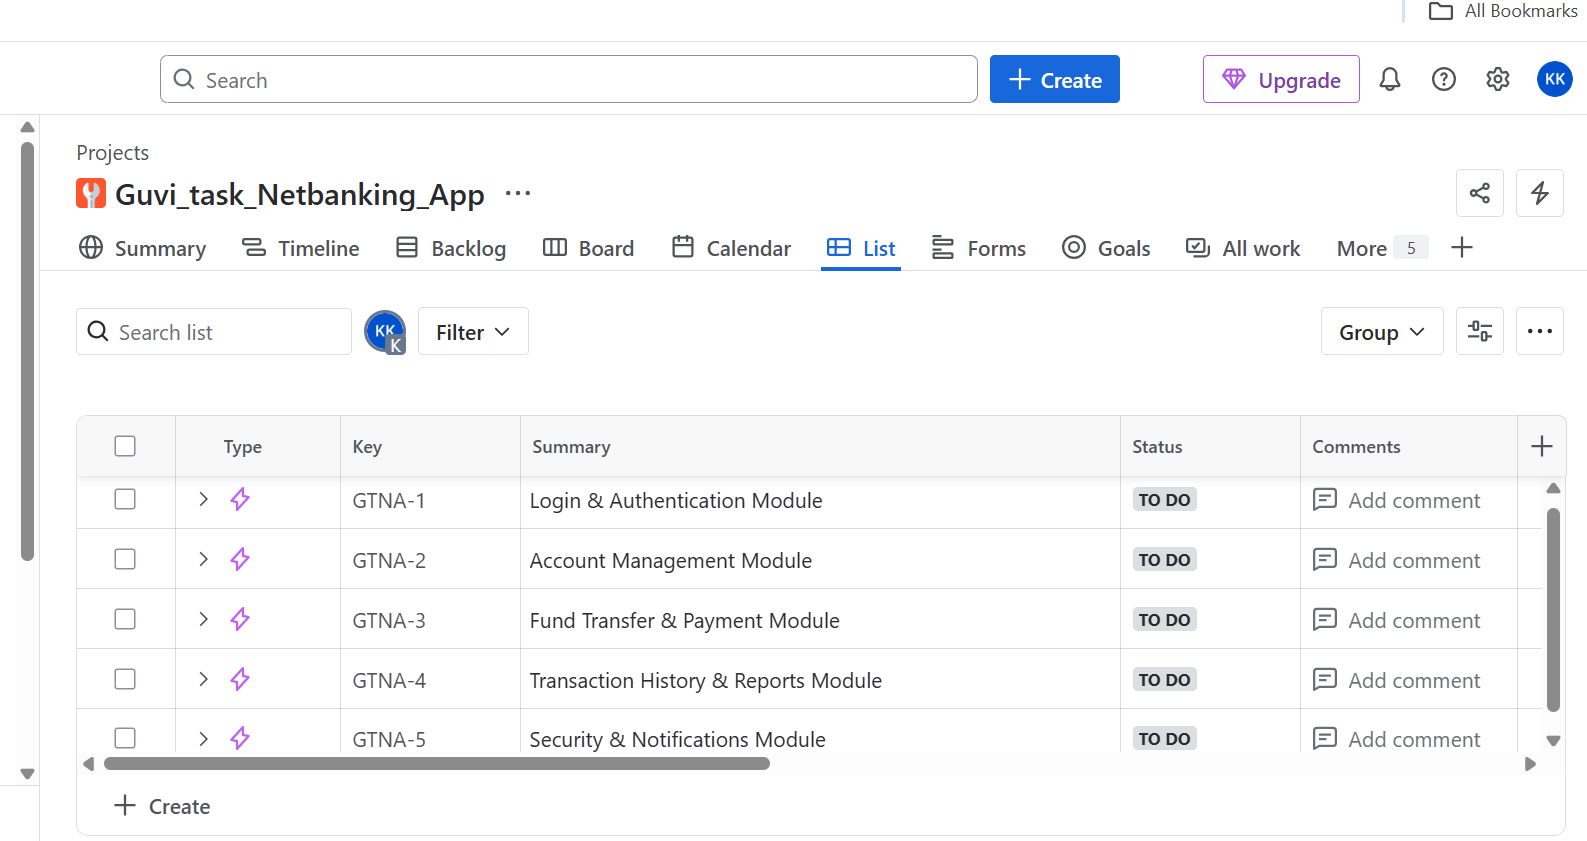 All Bookmarks
Search
Create
Upgrade
KK
Projects
Guvi_task_Netbanking_App
Summary Timeline Backlog Board Calendar List Forms Goals All work More 5
Search list
KK
K
Filter
Group
Type Key Summary Status Comments
GTNA-1 Login & Authentication Module TO DO Add comment
GTNA-2 Account Management Module TO DO Add comment
GTNA-3 Fund Transfer & Payment Module TO DO Add comment
GTNA-4 Transaction History & Reports Module TO DO Add comment
GTNA-5 Security & Notifications Module TO DO Add comment
Create